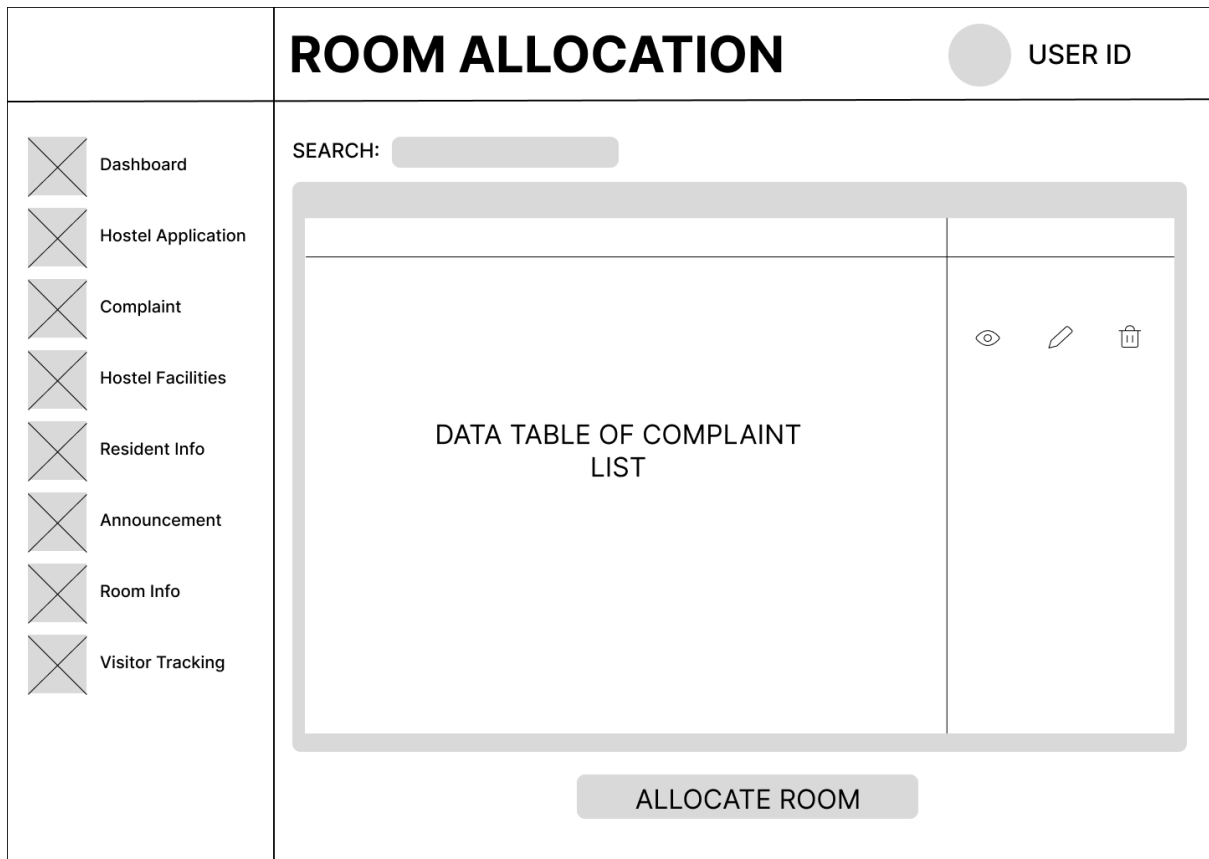 ROOM ALLOCATION
USER ID
Dashboard
Hostel Application
Complaint
Hostel Facilities
Resident Info
Announcement
Room Info
Visitor Tracking
SEARCH:
DATA TABLE OF COMPLAINT
LIST
ALLOCATE ROOM